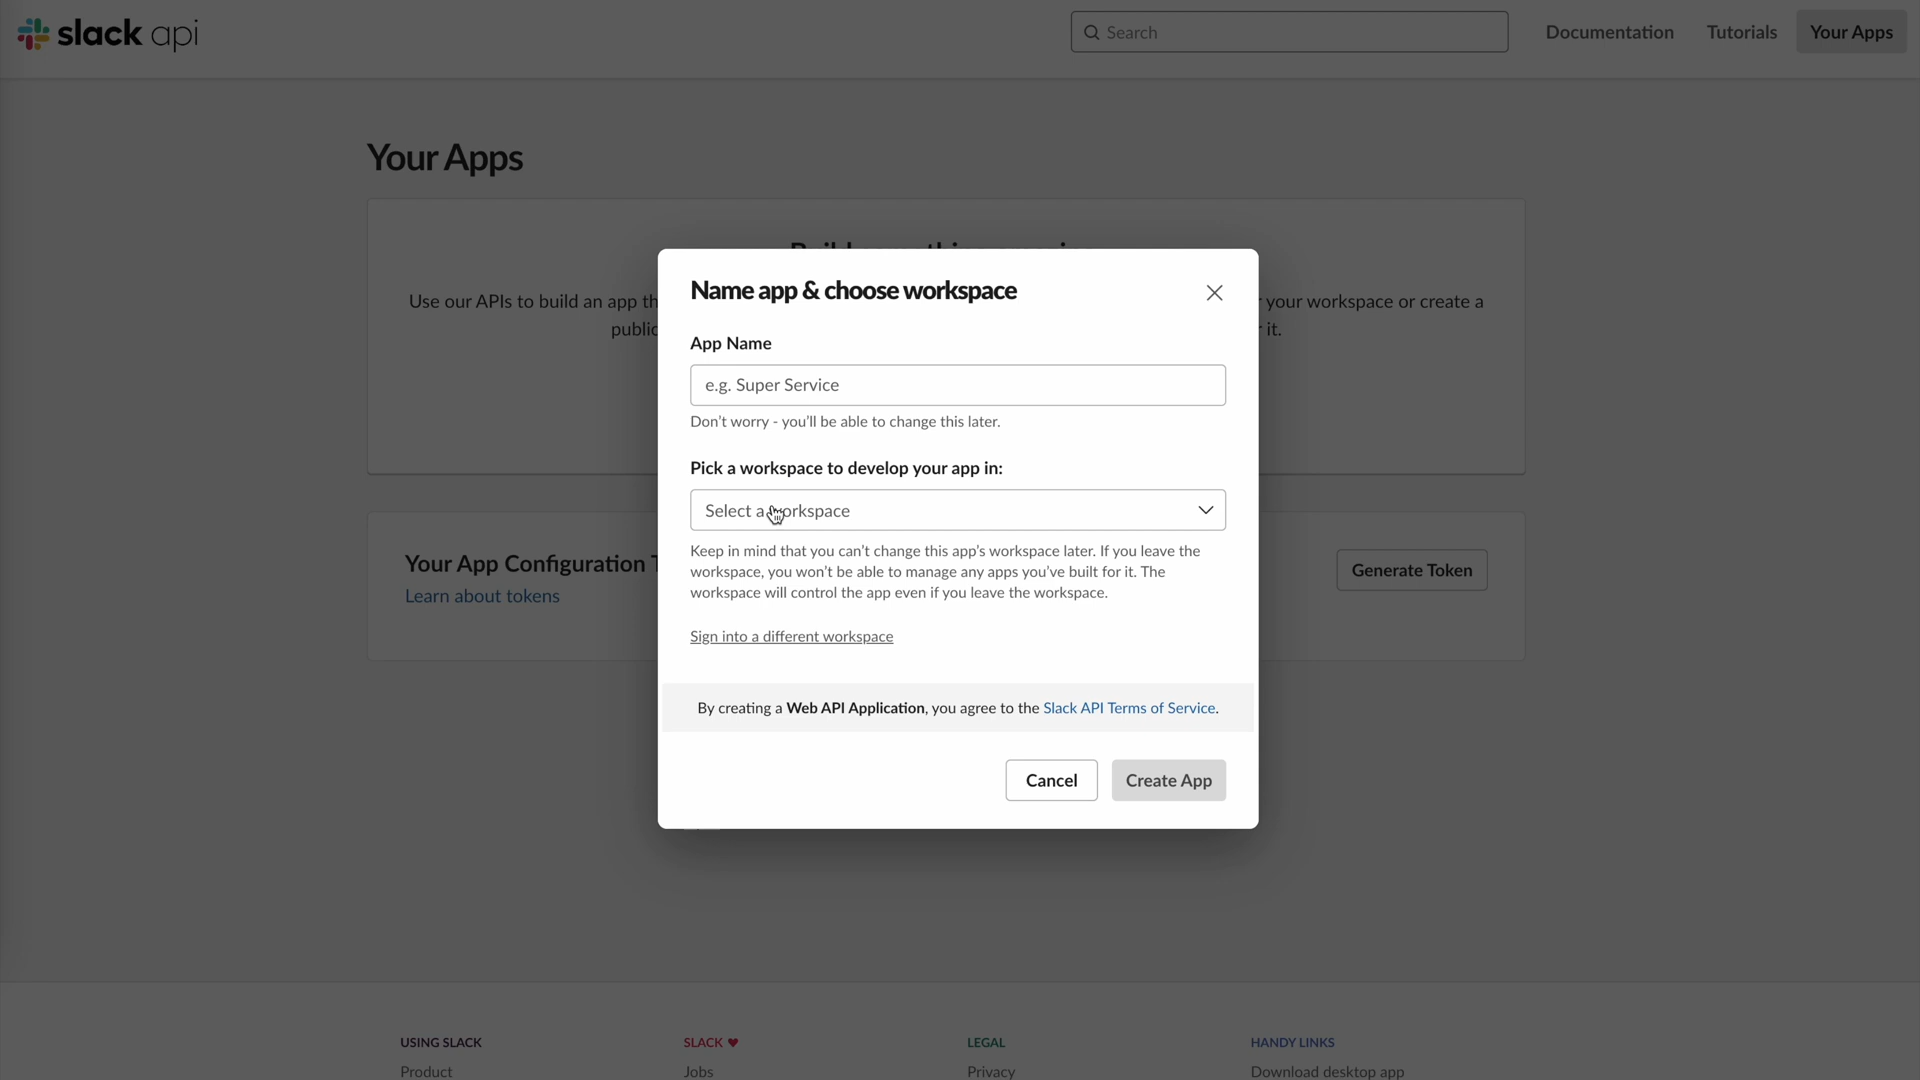 slack api
Search
Documentation
Tutorials
Your Apps
Your Apps
Use our APIs to build an app th
your workspace or create a
public
it.
Name app & choose workspace
App Name
e.g. Super Service
Don't worry - you'll be able to change this later.
Pick a workspace to develop your app in:
Select a workspace
Keep in mind that you can't change this app's workspace later. If you leave the
workspace, you won't be able to manage any apps you've built for it. The
workspace will control the app even if you leave the workspace.
Sign into a different workspace
By creating a Web API Application, you agree to the Slack API Terms of Service.
Cancel
Create App
Your App Configuration T
Learn about tokens
Generate Token
USING SLACK
SLACK ♥
LEGAL
HANDY LINKS
Product
Jobs
Privacy
Download desktop app